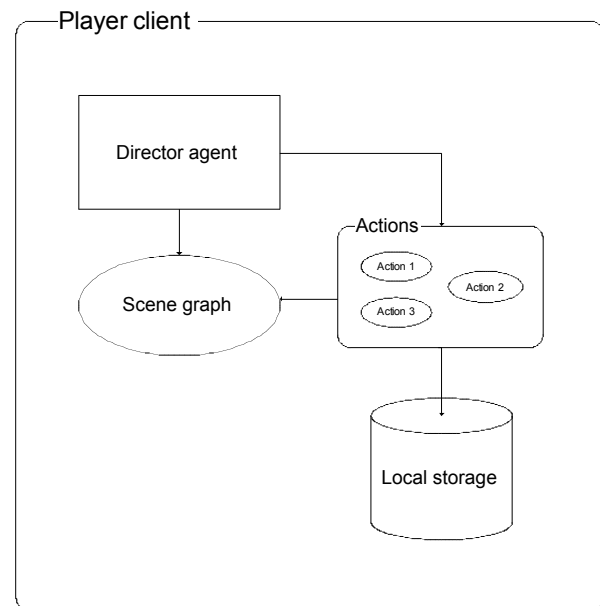 Player client
Director agent
Actions
Action 1
Action 2
Scene graph
Action 3
Local storage